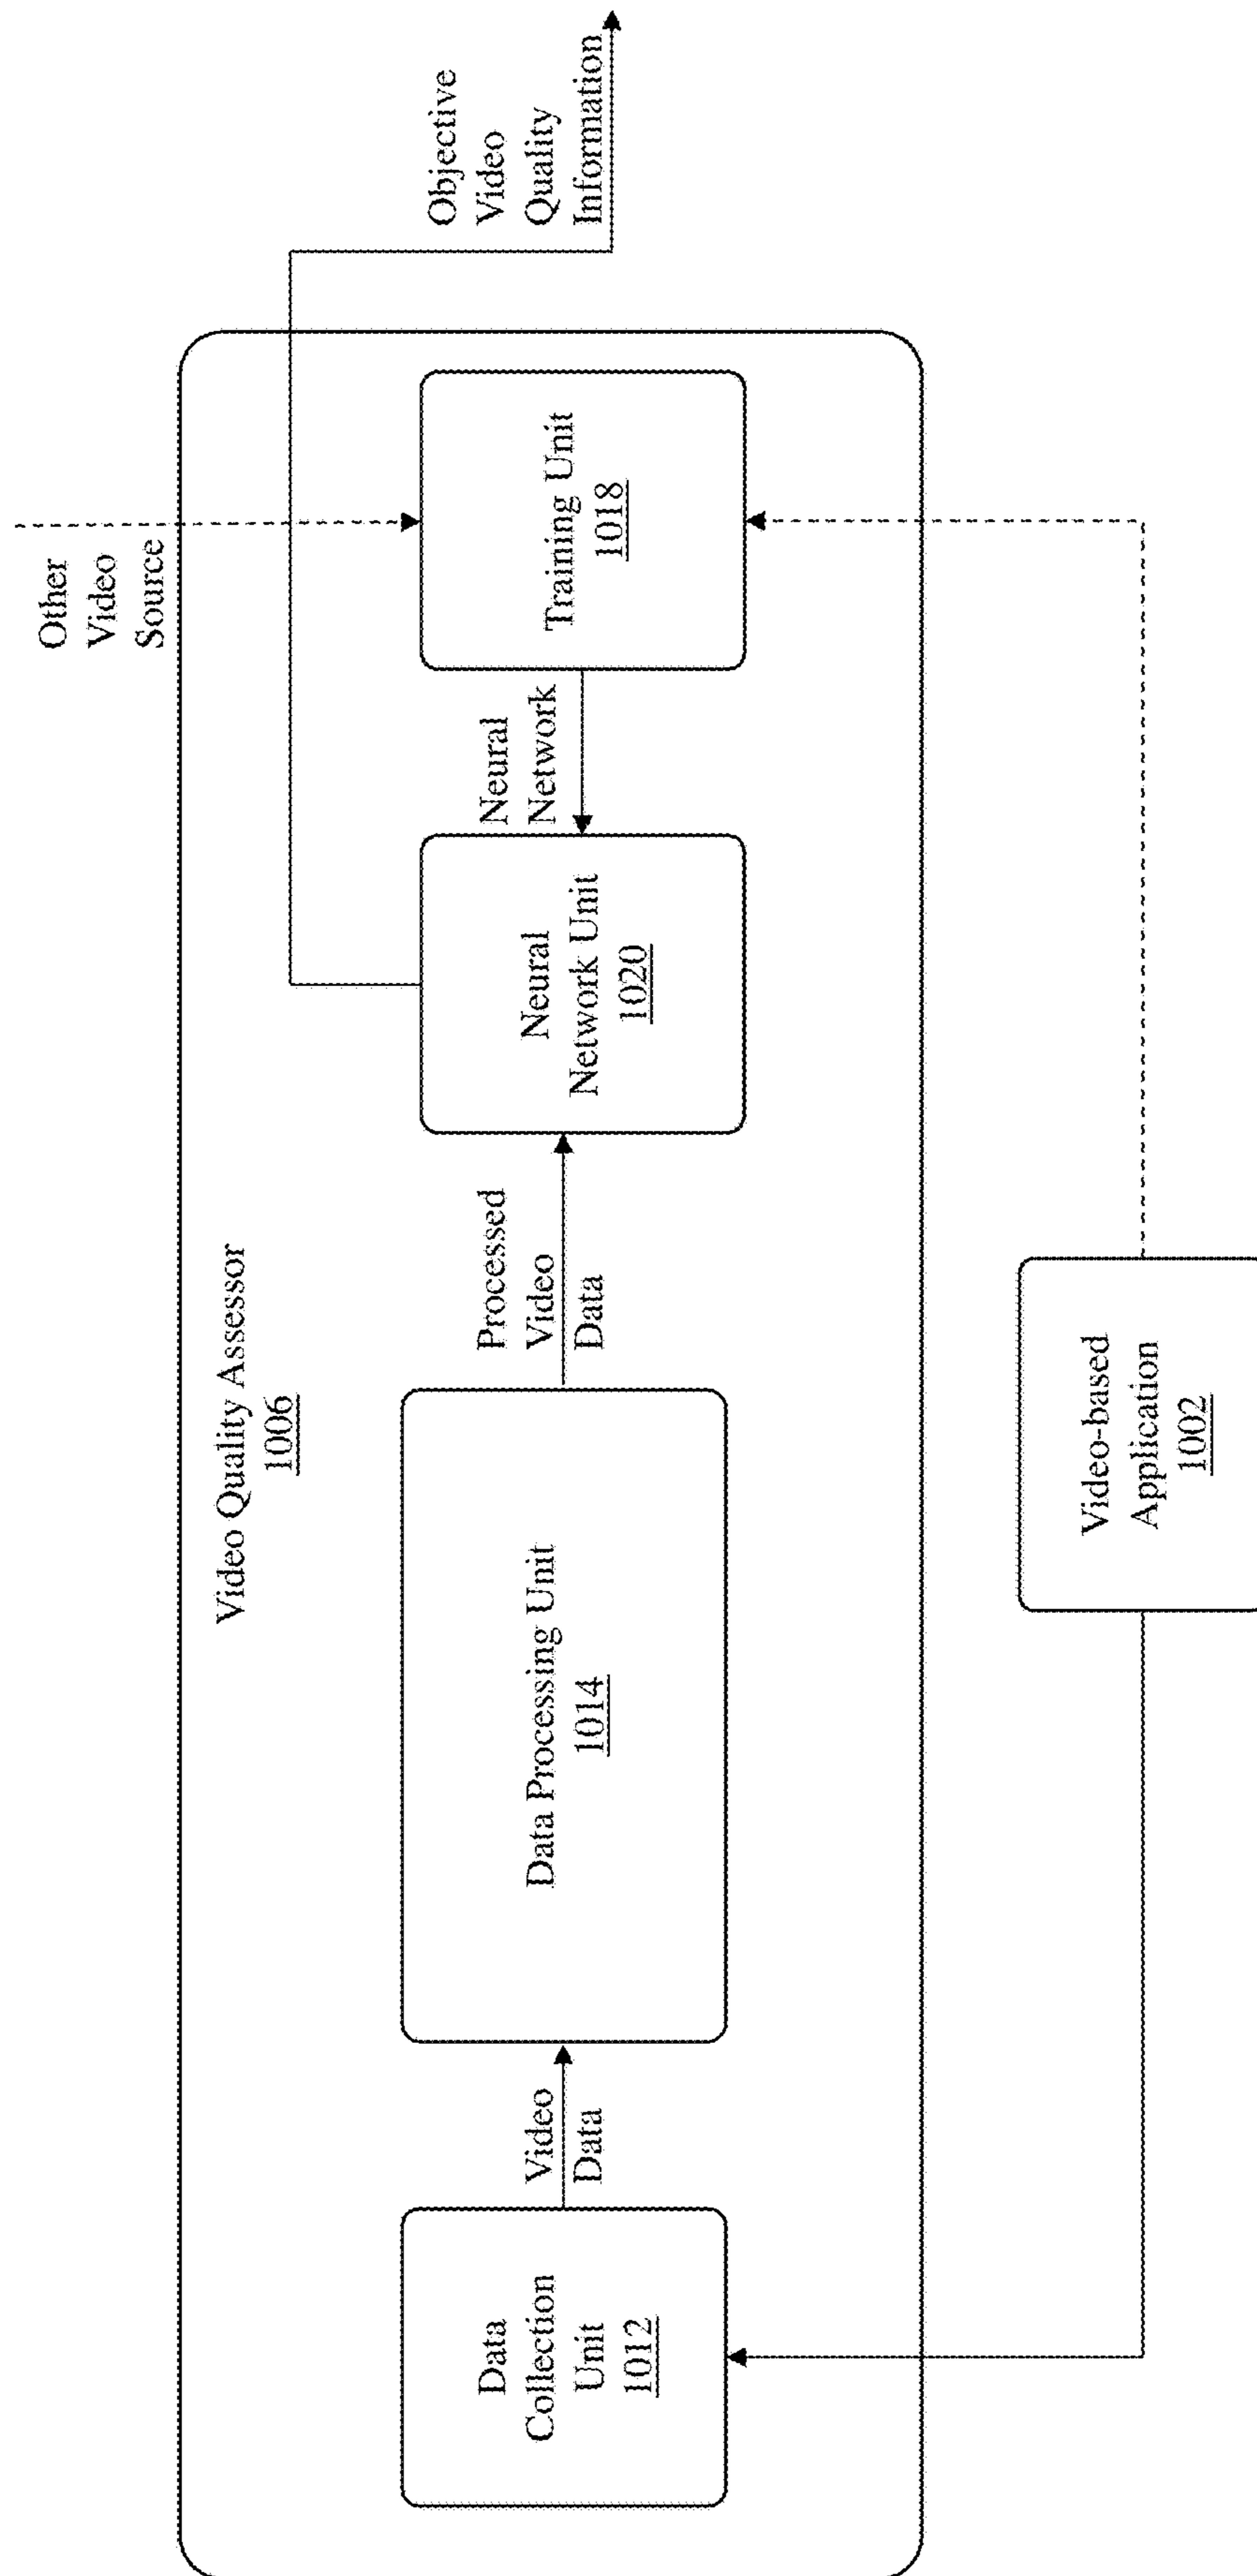 Video Quality Assessor
1006
Data
Collection
Unit
1012
Video
Data
Data Processing Unit
1014
Processed
Video
Data
Neural
Network Unit
1020
Neural
Network
Training Unit
1018
Other
Video
Source
Objective
Video
Quality
Information
Video-based
Application
1002